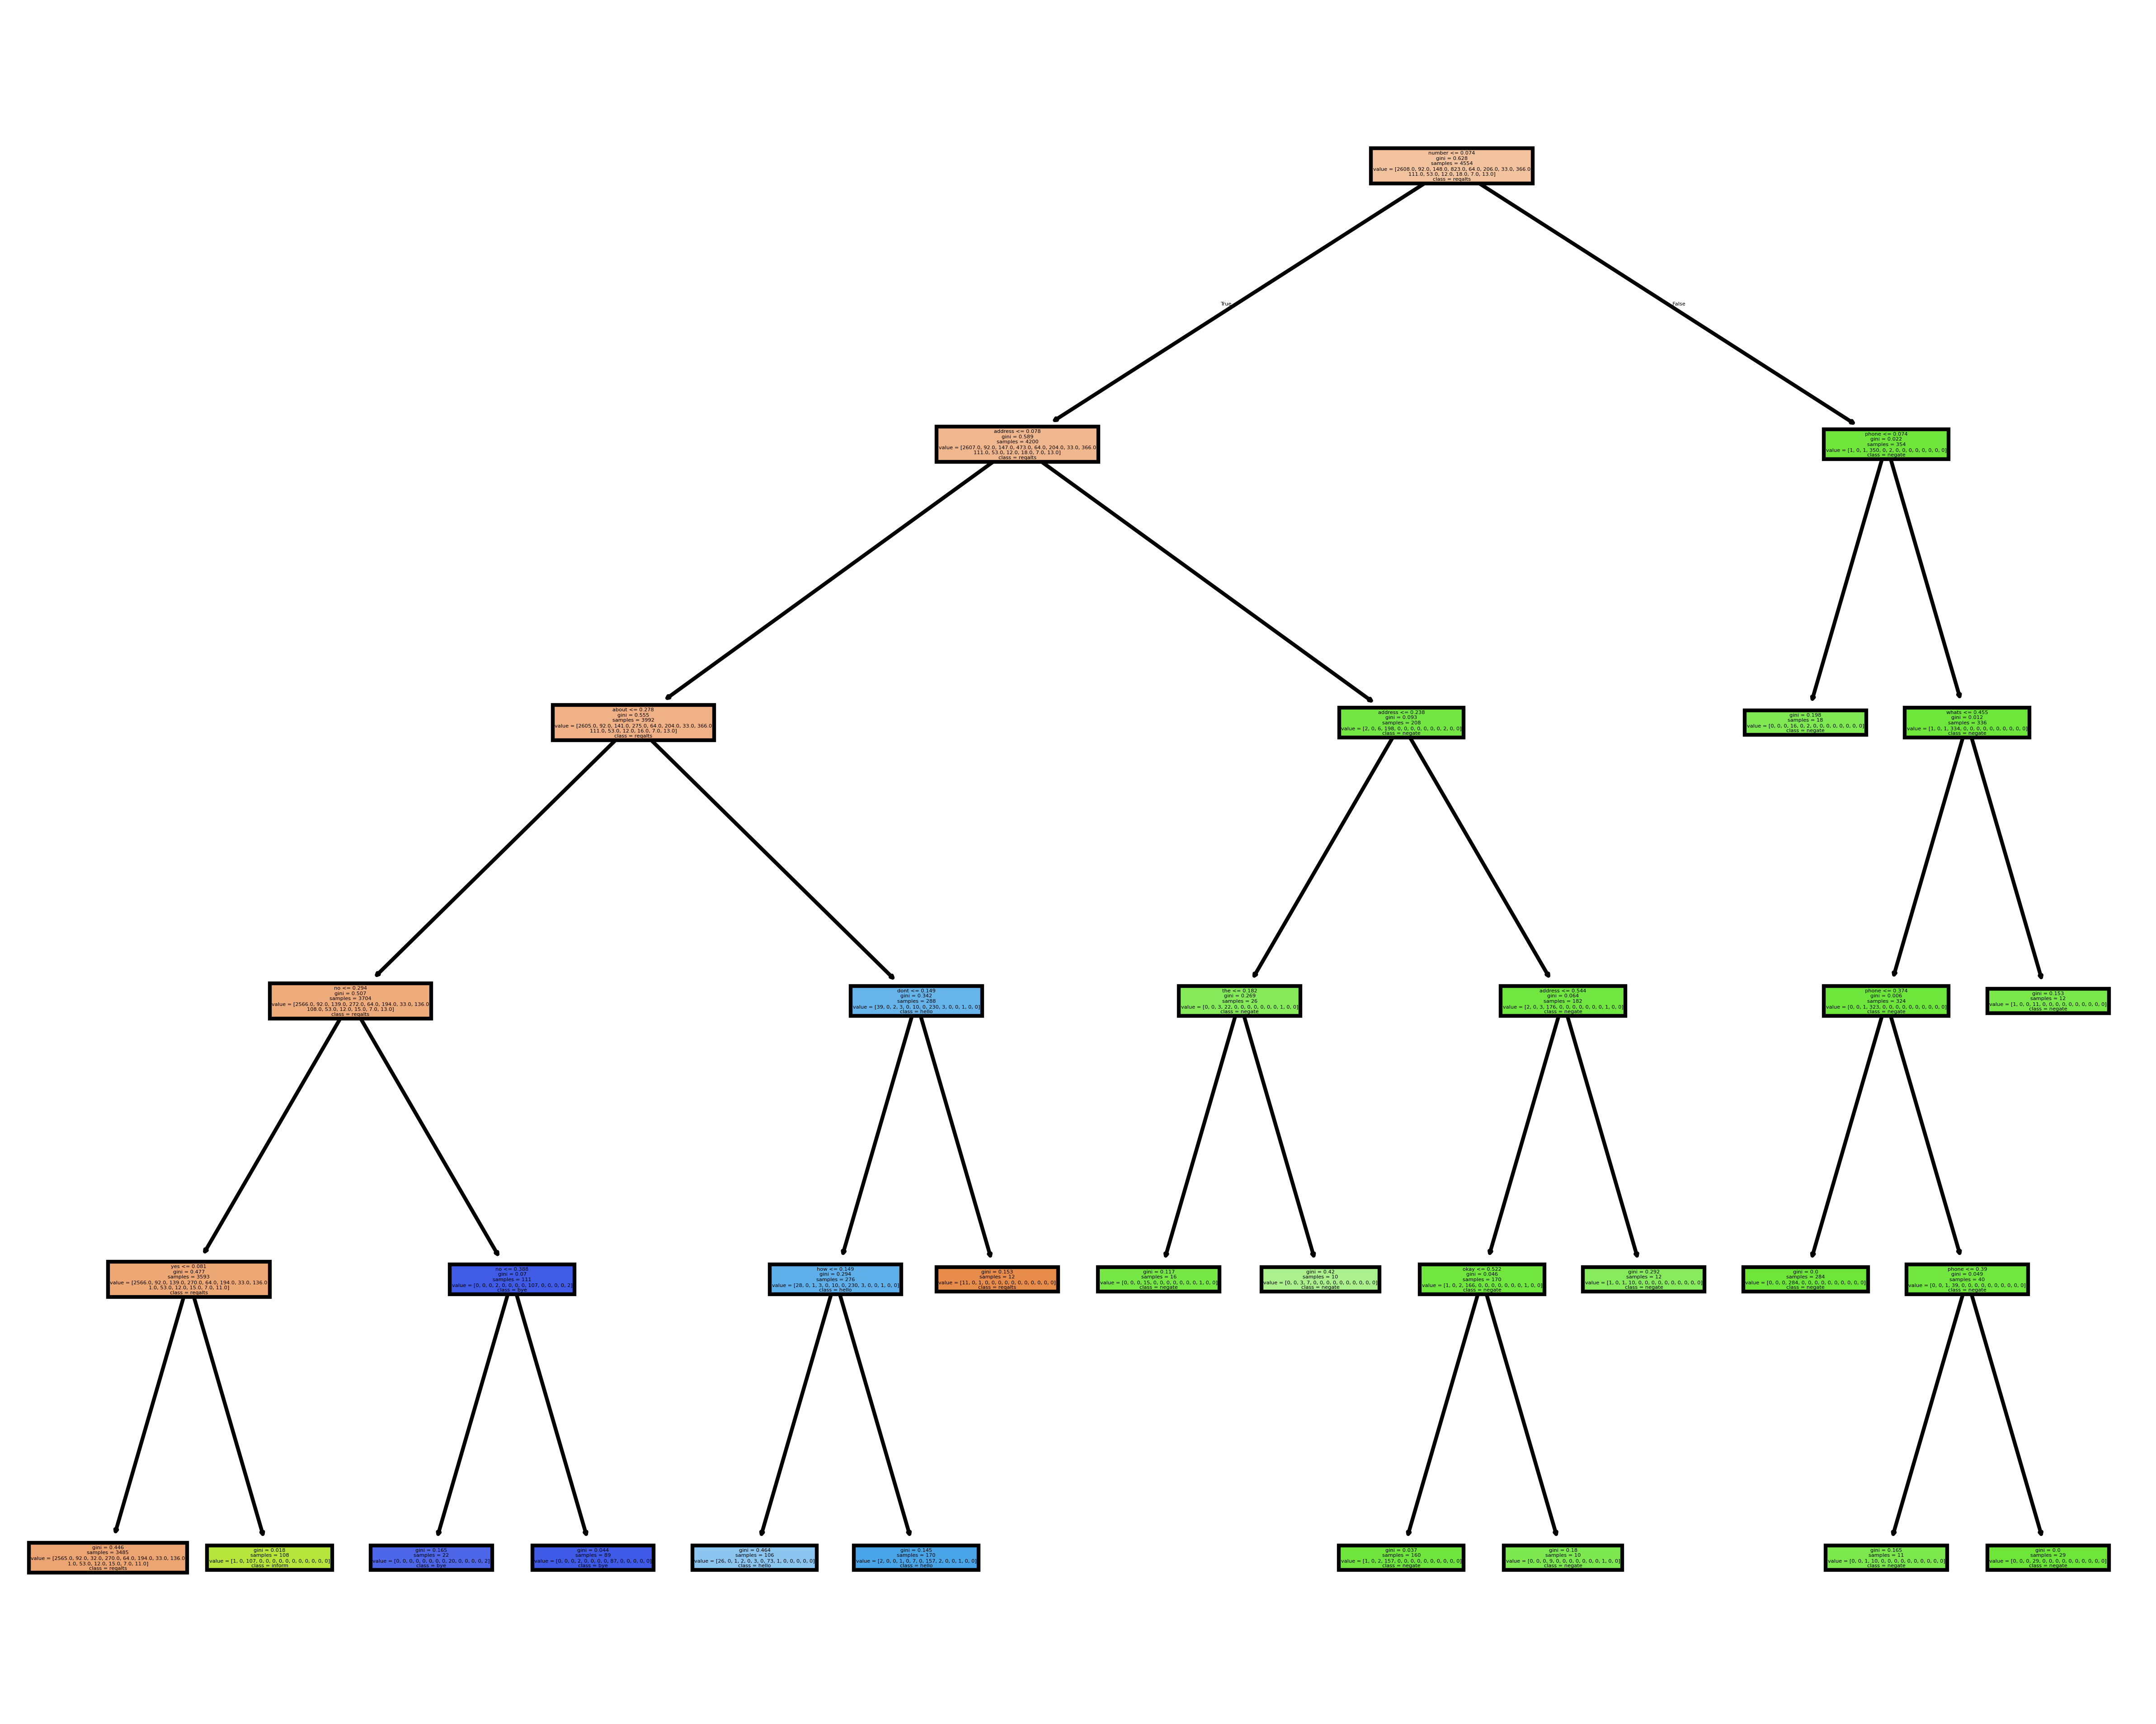 number <= 0.074
gini = 0.628
samples = 4554
value = [2608.0, 92.0, 148.0, 823.0, 64.0, 206.0, 33.0, 366.0
111.0, 53.0, 12.0, 18.0, 7.0, 13.0]
class = reqalts
True
False
address <= 0.078
gini = 0.589
samples = 4200
value = [2607.0, 92.0, 147.0, 473.0, 64.0, 204.0, 33.0, 366.0
111.0, 53.0, 12.0, 18.0, 7.0, 13.0]
class = reqalts
phone <= 0.074
gini = 0.022
samples = 354
value = [1, 0, 1, 350, 0, 2, 0, 0, 0, 0, 0, 0, 0, 0]
class = negate
about <= 0.278
gini = 0.555
samples = 3992
value = [2605.0, 92.0, 141.0, 275.0, 64.0, 204.0, 33.0, 366.0
111.0, 53.0, 12.0, 16.0, 7.0, 13.0]
class = reqalts
address <= 0.238
gini = 0.093
samples = 208
value = [2, 0, 6, 198, 0, 0, 0, 0, 0, 0, 0, 2, 0, 0]
class = negate
gini = 0.198
samples = 18
value = [0, 0, 0, 16, 0, 2, 0, 0, 0, 0, 0, 0, 0, 0]
class = negate
whats <= 0.455
gini = 0.012
samples = 336
value = [1, 0, 1, 334, 0, 0, 0, 0, 0, 0, 0, 0, 0, 0]
class = negate
no <= 0.294
gini = 0.507
samples = 3704
value = [2566.0, 92.0, 139.0, 272.0, 64.0, 194.0, 33.0, 136.0
108.0, 53.0, 12.0, 15.0, 7.0, 13.0]
class = reqalts
dont <= 0.149
gini = 0.342
samples = 288
value = [39, 0, 2, 3, 0, 10, 0, 230, 3, 0, 0, 1, 0, 0]
class = hello
the <= 0.182
gini = 0.269
samples = 26
value = [0, 0, 3, 22, 0, 0, 0, 0, 0, 0, 0, 1, 0, 0]
class = negate
address <= 0.544
gini = 0.064
samples = 182
value = [2, 0, 3, 176, 0, 0, 0, 0, 0, 0, 0, 1, 0, 0]
class = negate
phone <= 0.374
gini = 0.006
samples = 324
value = [0, 0, 1, 323, 0, 0, 0, 0, 0, 0, 0, 0, 0, 0]
class = negate
gini = 0.153
samples = 12
value = [1, 0, 0, 11, 0, 0, 0, 0, 0, 0, 0, 0, 0, 0]
class = negate
yes <= 0.081
gini = 0.477
samples = 3593
value = [2566.0, 92.0, 139.0, 270.0, 64.0, 194.0, 33.0, 136.0
1.0, 53.0, 12.0, 15.0, 7.0, 11.0]
class = reqalts
no <= 0.388
gini = 0.07
samples = 111
value = [0, 0, 0, 2, 0, 0, 0, 0, 107, 0, 0, 0, 0, 2]
class = bye
how <= 0.149
gini = 0.294
samples = 276
value = [28, 0, 1, 3, 0, 10, 0, 230, 3, 0, 0, 1, 0, 0]
class = hello
gini = 0.153
samples = 12
value = [11, 0, 1, 0, 0, 0, 0, 0, 0, 0, 0, 0, 0, 0]
class = reqalts
gini = 0.117
samples = 16
value = [0, 0, 0, 15, 0, 0, 0, 0, 0, 0, 0, 1, 0, 0]
class = negate
gini = 0.42
samples = 10
value = [0, 0, 3, 7, 0, 0, 0, 0, 0, 0, 0, 0, 0, 0]
class = negate
okay <= 0.522
gini = 0.046
samples = 170
value = [1, 0, 2, 166, 0, 0, 0, 0, 0, 0, 0, 1, 0, 0]
class = negate
gini = 0.292
samples = 12
value = [1, 0, 1, 10, 0, 0, 0, 0, 0, 0, 0, 0, 0, 0]
class = negate
gini = 0.0
samples = 284
value = [0, 0, 0, 284, 0, 0, 0, 0, 0, 0, 0, 0, 0, 0]
class = negate
phone <= 0.39
gini = 0.049
samples = 40
value = [0, 0, 1, 39, 0, 0, 0, 0, 0, 0, 0, 0, 0, 0]
class = negate
gini = 0.446
samples = 3485
value = [2565.0, 92.0, 32.0, 270.0, 64.0, 194.0, 33.0, 136.0
1.0, 53.0, 12.0, 15.0, 7.0, 11.0]
class = reqalts
gini = 0.018
samples = 108
value = [1, 0, 107, 0, 0, 0, 0, 0, 0, 0, 0, 0, 0, 0]
class = inform
gini = 0.165
samples = 22
value = [0, 0, 0, 0, 0, 0, 0, 0, 20, 0, 0, 0, 0, 2]
class = bye
gini = 0.044
samples = 89
value = [0, 0, 0, 2, 0, 0, 0, 0, 87, 0, 0, 0, 0, 0]
class = bye
gini = 0.464
samples = 106
value = [26, 0, 1, 2, 0, 3, 0, 73, 1, 0, 0, 0, 0, 0]
class = hello
gini = 0.145
samples = 170
value = [2, 0, 0, 1, 0, 7, 0, 157, 2, 0, 0, 1, 0, 0]
class = hello
gini = 0.037
samples = 160
value = [1, 0, 2, 157, 0, 0, 0, 0, 0, 0, 0, 0, 0, 0]
class = negate
gini = 0.18
samples = 10
value = [0, 0, 0, 9, 0, 0, 0, 0, 0, 0, 0, 1, 0, 0]
class = negate
gini = 0.165
samples = 11
value = [0, 0, 1, 10, 0, 0, 0, 0, 0, 0, 0, 0, 0, 0]
class = negate
gini = 0.0
samples = 29
value = [0, 0, 0, 29, 0, 0, 0, 0, 0, 0, 0, 0, 0, 0]
class = negate